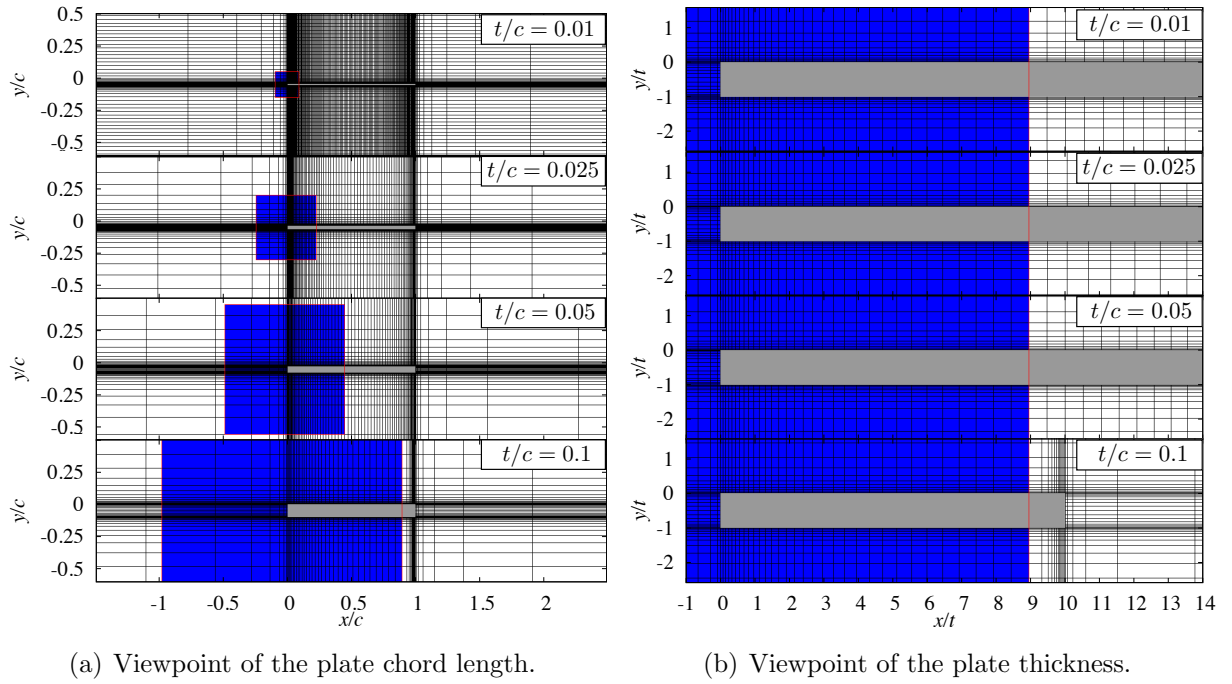 0.5
t/c = 0.01
0.25
0
-0.25
-0.5
y/c
t/c = 0.025
0.25
0
-0.25
-0.5
y/c
t/c = 0.05
0.25
0
-0.25
-0.5
y/c
t/c = 0.1
0.25
0
-0.25
-0.5
y/c
-1 -0.5 0 0.5 1 1.5 2
x/c
(a) Viewpoint of the plate chord length.
t/c = 0.01
1
0
-1
-2
y/t
t/c = 0.025
1
0
-1
-2
y/t
t/c = 0.05
1
0
-1
-2
y/t
t/c = 0.1
1
0
-1
-2
y/t
-1 0 1 2 3 4 5 6 7 8 9 10 11 12 13 14
x/t
(b) Viewpoint of the plate thickness.